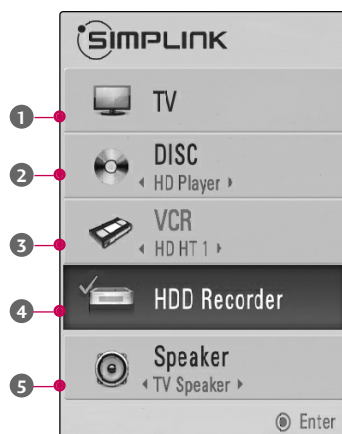 SIMPLINK
1
TV
2
DISC
◀ HD Player ▶
3
VCR
◀ HD HT 1 ▶
4
HDD Recorder
5
Speaker
◀ TV Speaker ▶
◉ Enter